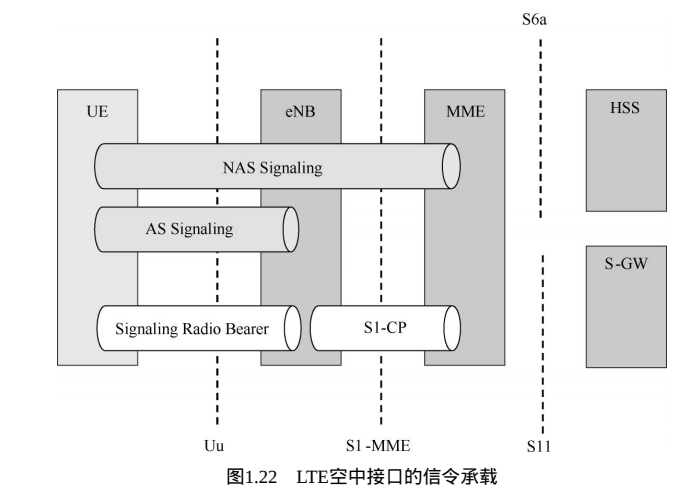 S6a
UE
eNB
MME
HSS
NAS Signaling
AS Signaling
S-GW
Signaling Radio Bearer
S1-CP
Uu
S1-MME
S11
图1.22 LTE空中接口的信令承载